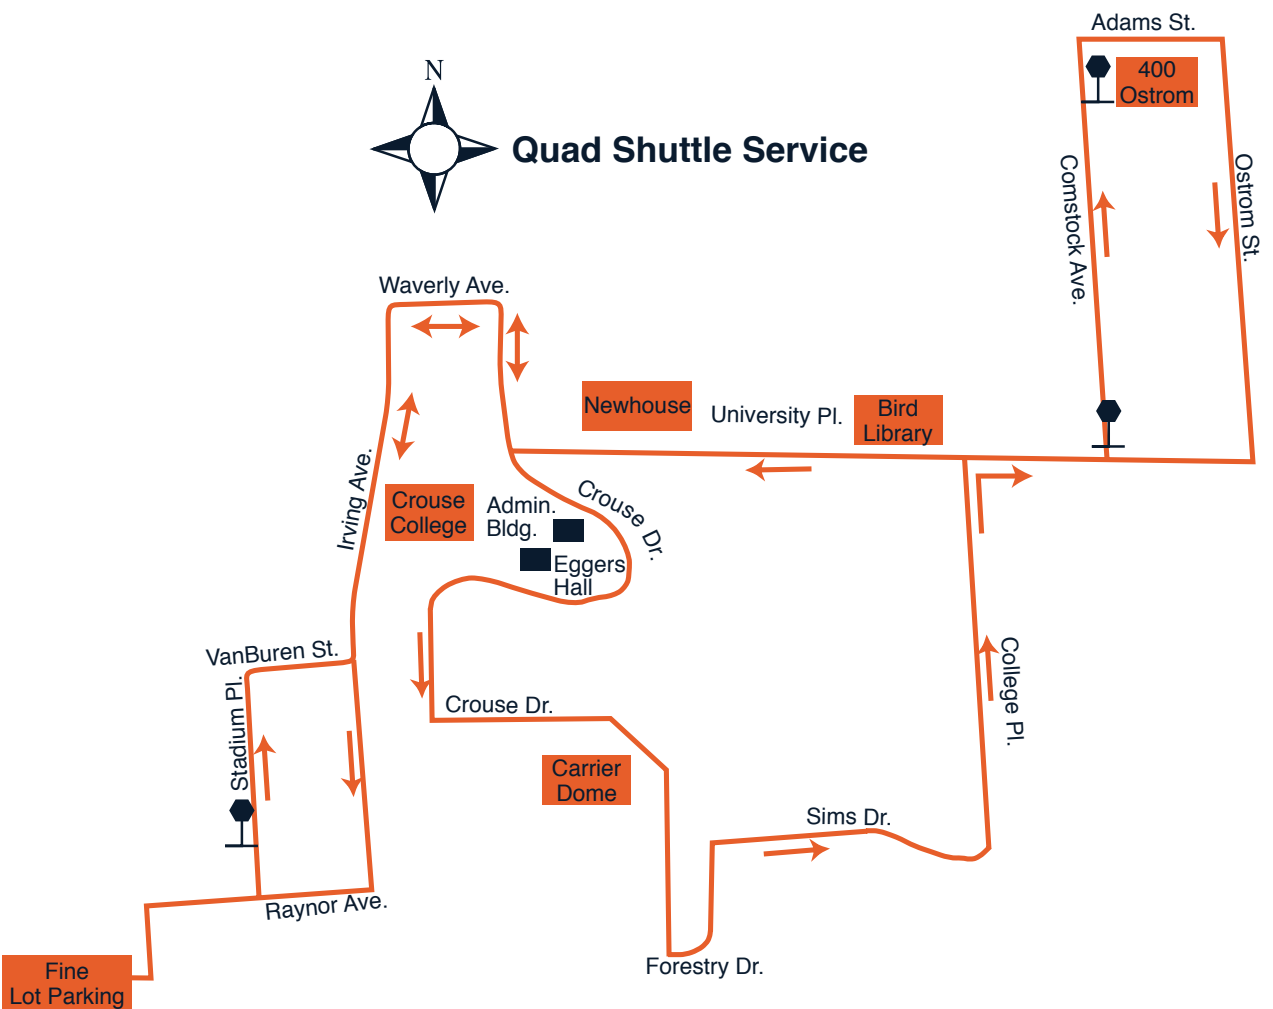 Adams St.
400
Ostrom
N
Quad Shuttle Service
Comstock Ave.
Ostrom St.
Waverly Ave.
Newhouse
University Pl.
Bird
Library
Irving Ave.
Crouse
College
Admin.
Bldg.
Crouse Dr.
Eggers
Hall
VanBuren St.
Stadium Pl.
Crouse Dr.
College Pl.
Carrier
Dome
Sims Dr.
Raynor Ave.
Forestry Dr.
Fine
Lot Parking